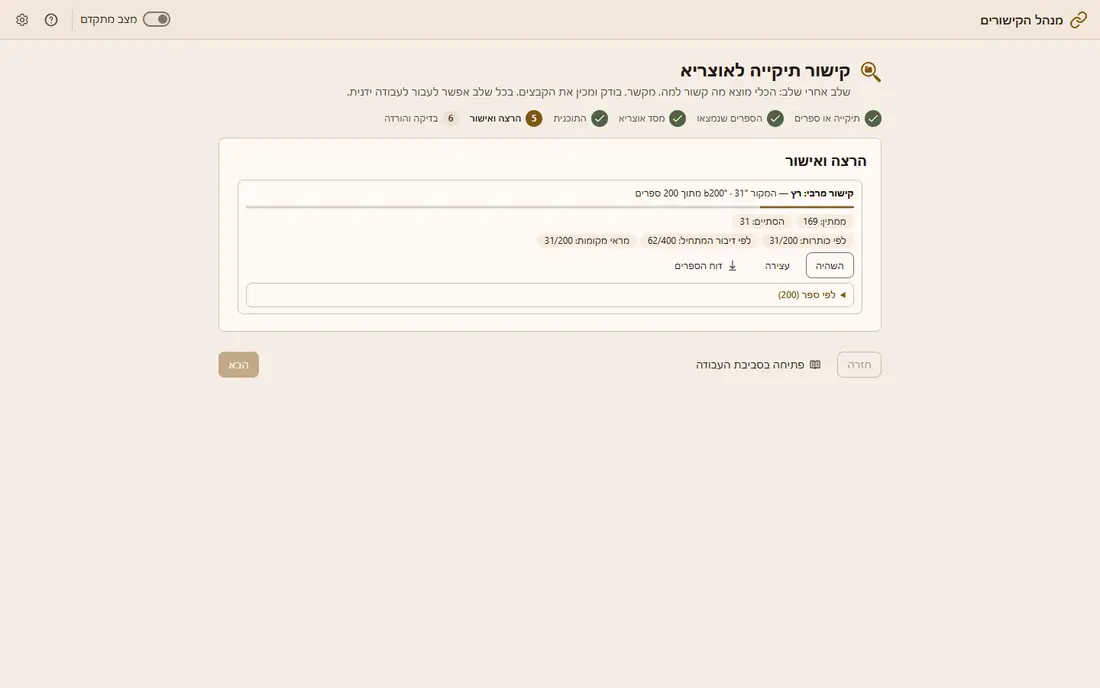 מנהל הקישורים
מצב מתקדם
קישור תיקייה לאוצריא
שלב אחרי שלב: הכלי מוצא מה קשור למה, מקשר, בודק ומכין את הקבצים. בכל שלב אפשר לעבור לעבודה ידנית.
תיקייה או ספרים הספרים שנמצאו מסד אוצריא התוכנית 5 הרצה ואישור 6 בדיקה והורדה
הרצה ואישור
קישור מרבי: רץ — המקור "b200" · 31 מתוך 200 ספרים
ממתין: 169 הסתיים: 31
לפי כותרות: 31/200 לפי דיבור המתחיל: 62/400 מראי מקומות: 31/200
השהיה עצירה דוח הספרים
לפי ספר (200)
חזרה פתיחה בסביבת העבודה הבא